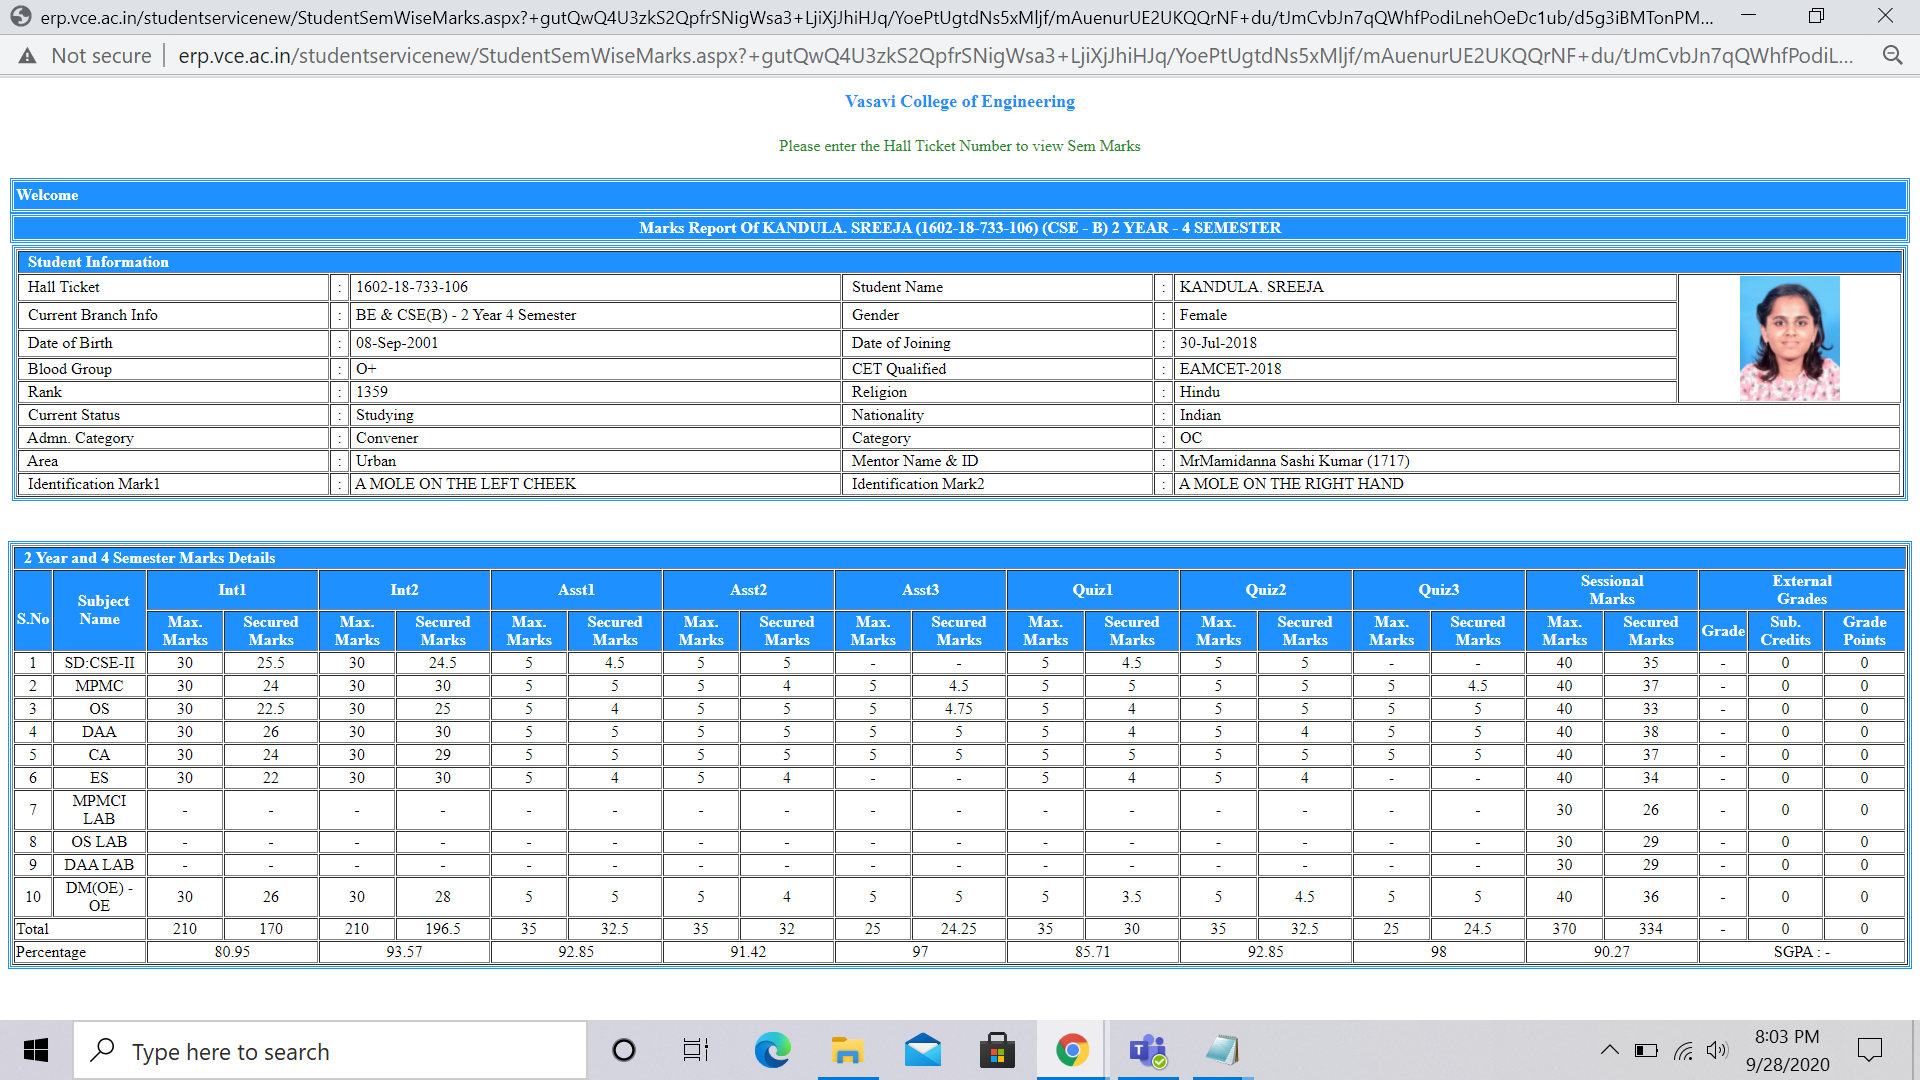 erp.vce.ac.in/studentservicenew/StudentSemWiseMarks.aspx?+gutQwQ4U3zkS2QpfrSNigWsa3+LjiXjJhiHJq/YoePtUgtdNs5xMljf/mAuenurUE2UKQQrNF+du/tJmCvbJn7qQWhfPodiLnehOeDc1ub/d5g3iBMTonPM...
Not secure erp.vce.ac.in/studentservicenew/StudentSemWiseMarks.aspx?+gutQwQ4U3zkS2QpfrSNigWsa3+LjiXjJhiHJq/YoePtUgtdNs5xMljf/mAuenurUE2UKQQrNF+du/tJmCvbJn7qQWhfPodiL...
Vasavi College of Engineering
Please enter the Hall Ticket Number to view Sem Marks
Welcome
Marks Report Of KANDULA. SREEJA (1602-18-733-106) (CSE - B) 2 YEAR - 4 SEMESTER
Student Information
Hall Ticket : 1602-18-733-106 Student Name : KANDULA. SREEJA
Current Branch Info : BE & CSE(B) - 2 Year 4 Semester Gender : Female
Date of Birth : 08-Sep-2001 Date of Joining : 30-Jul-2018
Blood Group : O+ CET Qualified : EAMCET-2018
Rank : 1359 Religion : Hindu
Current Status : Studying Nationality : Indian
Admn. Category : Convener Category : OC
Area : Urban Mentor Name & ID : MrMamidanna Sashi Kumar (1717)
Identification Mark1 : A MOLE ON THE LEFT CHEEK Identification Mark2 : A MOLE ON THE RIGHT HAND
2 Year and 4 Semester Marks Details
S.No Subject Name Int1 Int2 Asst1 Asst2 Asst3 Quiz1 Quiz2 Quiz3 Sessional Marks External Grades
Max. Marks Secured Marks Max. Marks Secured Marks Max. Marks Secured Marks Max. Marks Secured Marks Max. Marks Secured Marks Max. Marks Secured Marks Max. Marks Secured Marks Max. Marks Secured Marks Max. Marks Secured Marks Grade Sub. Credits Grade Points
1 SD:CSE-II 30 25.5 30 24.5 5 4.5 5 5 - - 5 4.5 5 5 - - 40 35 - 0 0
2 MPMC 30 24 30 30 5 5 5 4 5 4.5 5 5 5 5 5 4.5 40 37 - 0 0
3 OS 30 22.5 30 25 5 4 5 5 5 4.75 5 4 5 5 5 5 40 33 - 0 0
4 DAA 30 26 30 30 5 5 5 5 5 5 5 4 5 4 5 5 40 38 - 0 0
5 CA 30 24 30 29 5 5 5 5 5 5 5 5 5 5 5 5 40 37 - 0 0
6 ES 30 22 30 30 5 4 5 4 - - 5 4 5 4 - - 40 34 - 0 0
7 MPMCI LAB - - - - - - - - - - - - - - - - 30 26 - 0 0
8 OS LAB - - - - - - - - - - - - - - - - 30 29 - 0 0
9 DAA LAB - - - - - - - - - - - - - - - - 30 29 - 0 0
10 DM(OE) - OE 30 26 30 28 5 5 5 4 5 5 5 3.5 5 4.5 5 5 40 36 - 0 0
Total 210 170 210 196.5 35 32.5 35 32 25 24.25 35 30 35 32.5 25 24.5 370 334 - 0 0
Percentage 80.95 93.57 92.85 91.42 97 85.71 92.85 98 90.27 SGPA : -
Type here to search
8:03 PM
9/28/2020